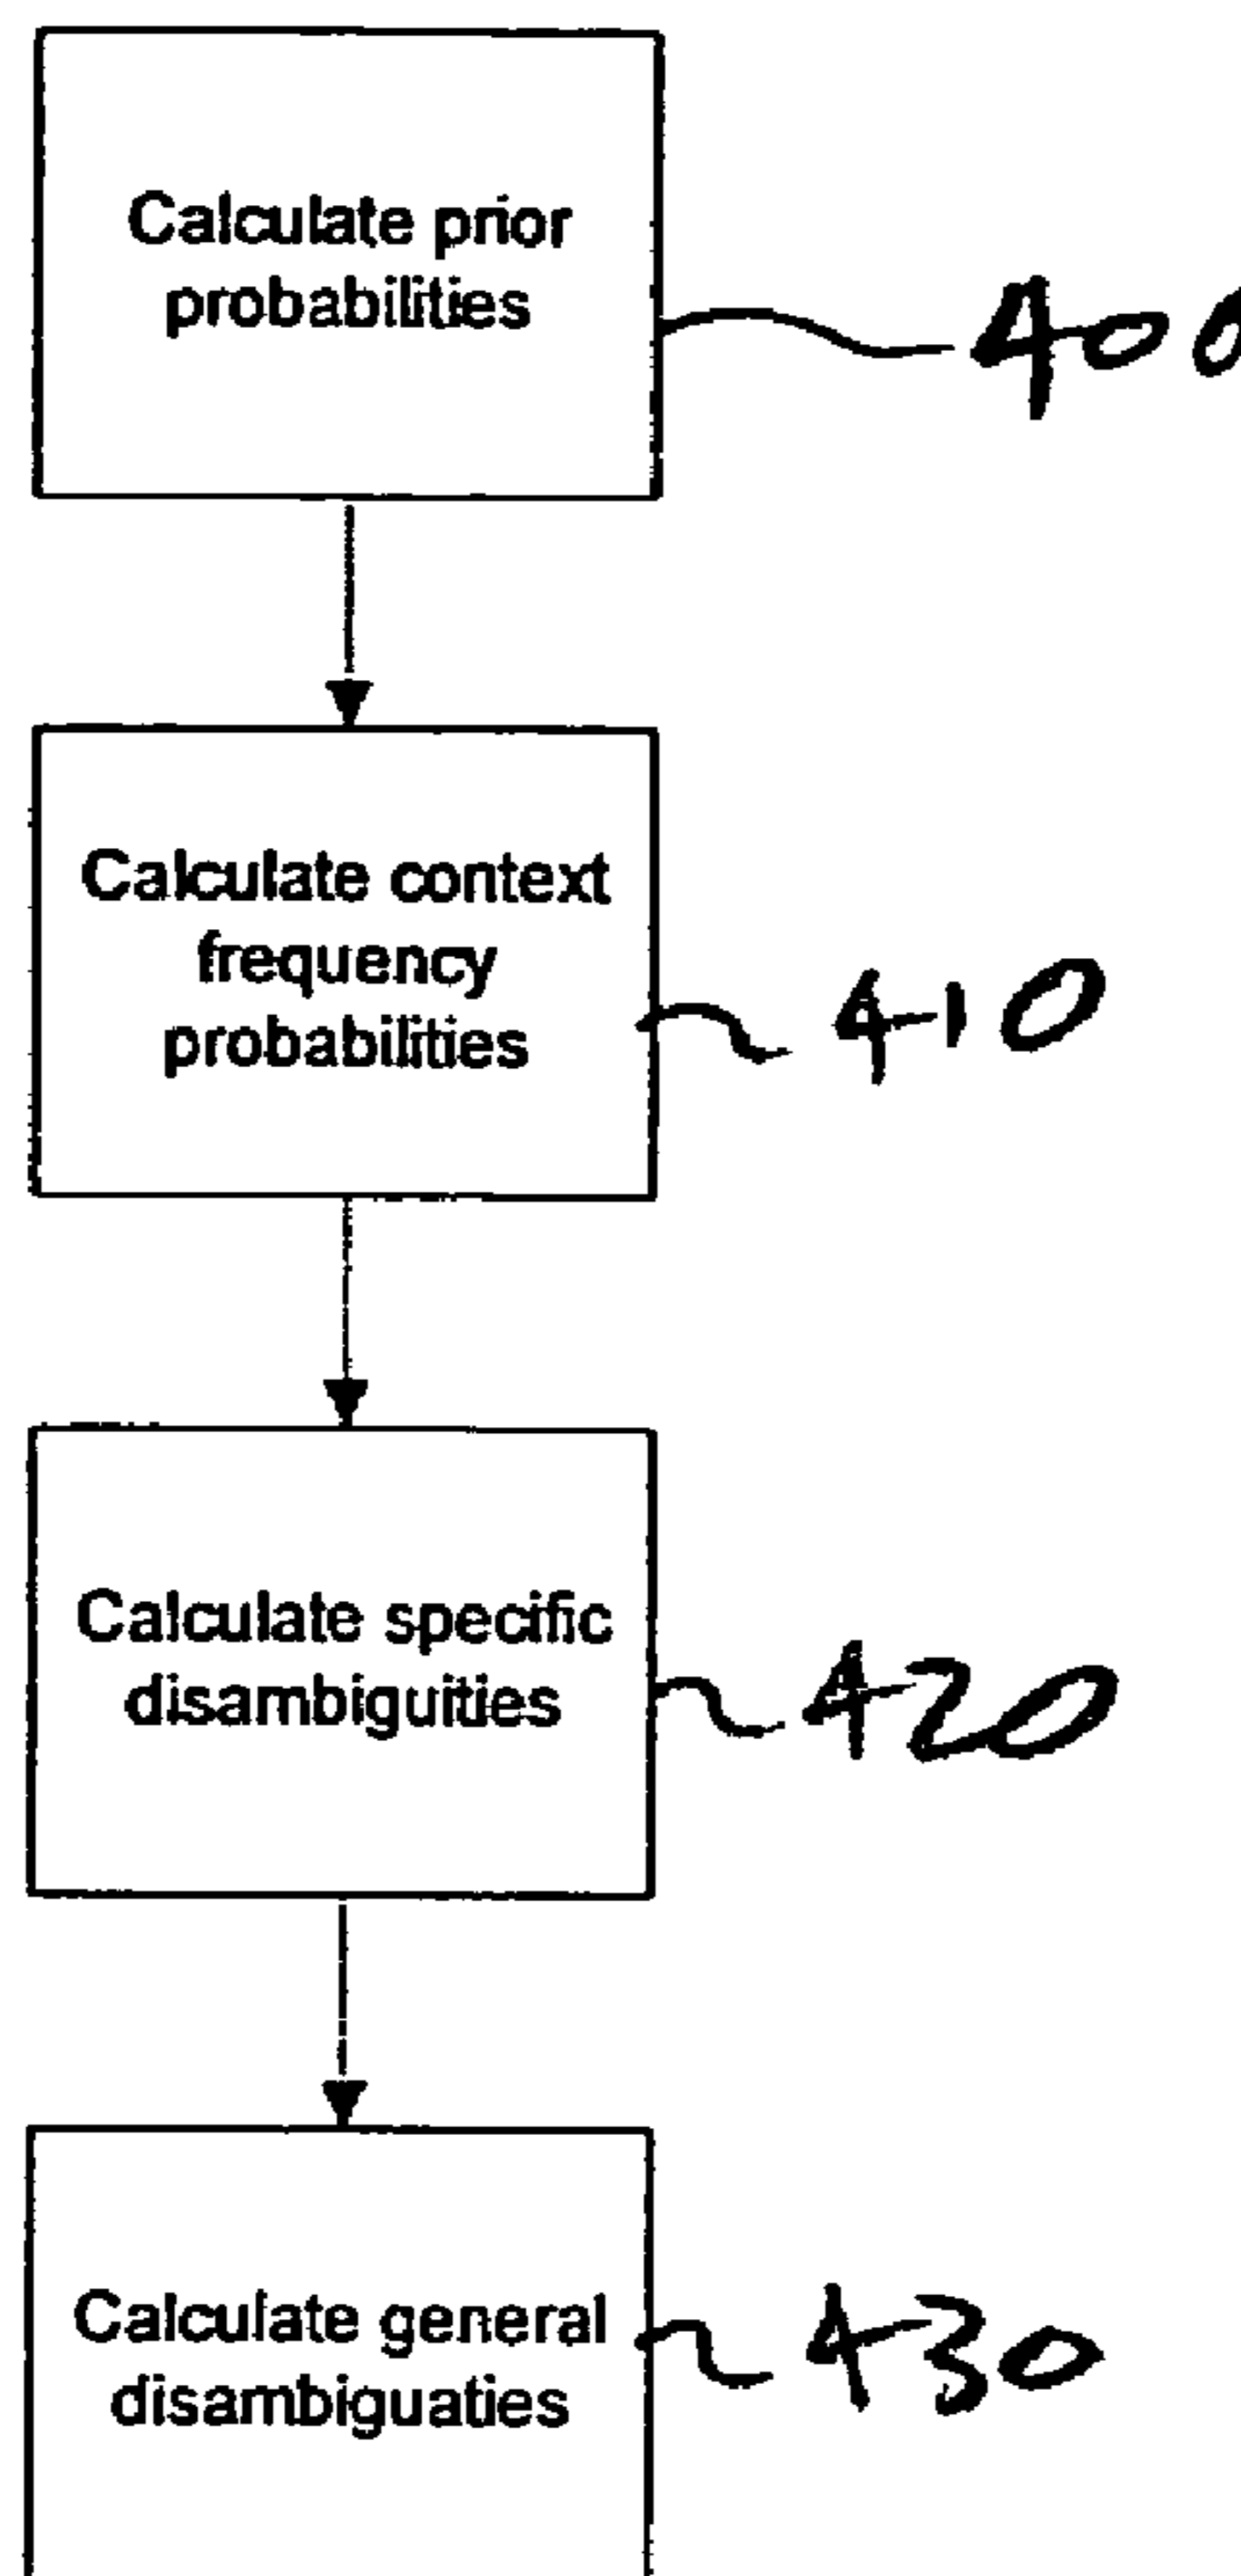 Calculate prior
probabilities
400
Calculate context
frequency
probabilities
410
Calculate specific
disambiguities
420
Calculate general
disambiguaties
430